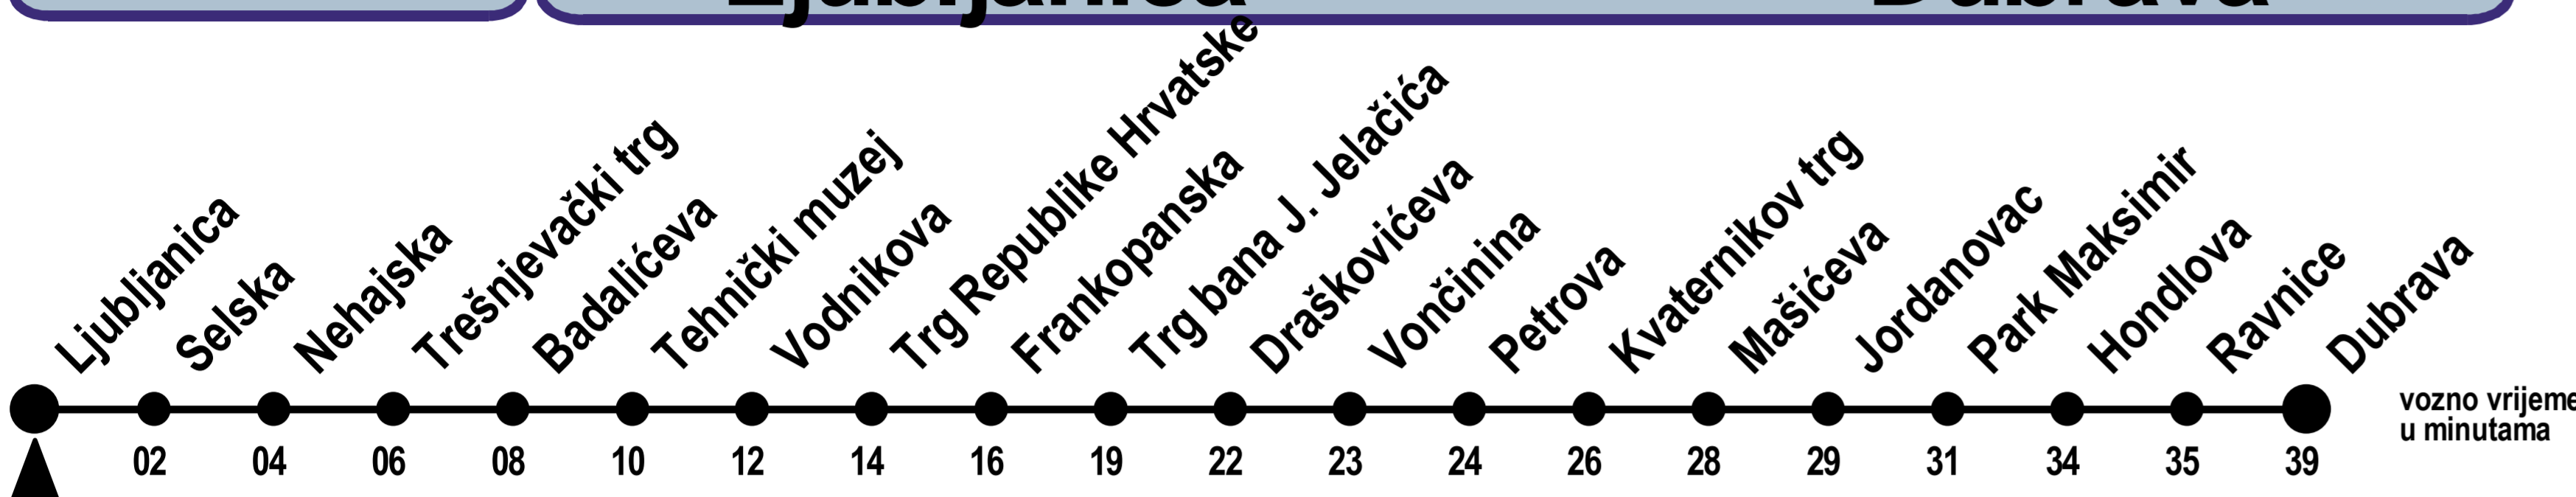 Ljubljanica Dubrava
Ljubljanica
Selska
Nehajska
Trešnjevački trg
Badalićeva
Tehnički muzej
Vodnikova
Trg Republike Hrvatske
Frankopanska
Trg bana J. Jelačića
Draškovićeva
Vončinina
Petrova
Kvaternikov trg
Mašićeva
Jordanovac
Park Maksimir
Hondlova
Ravnice
Dubrava
02 04 06 08 10 12 14 16 19 22 23 24 26 28 29 31 34 35 39
vozno vrijeme
u minutama